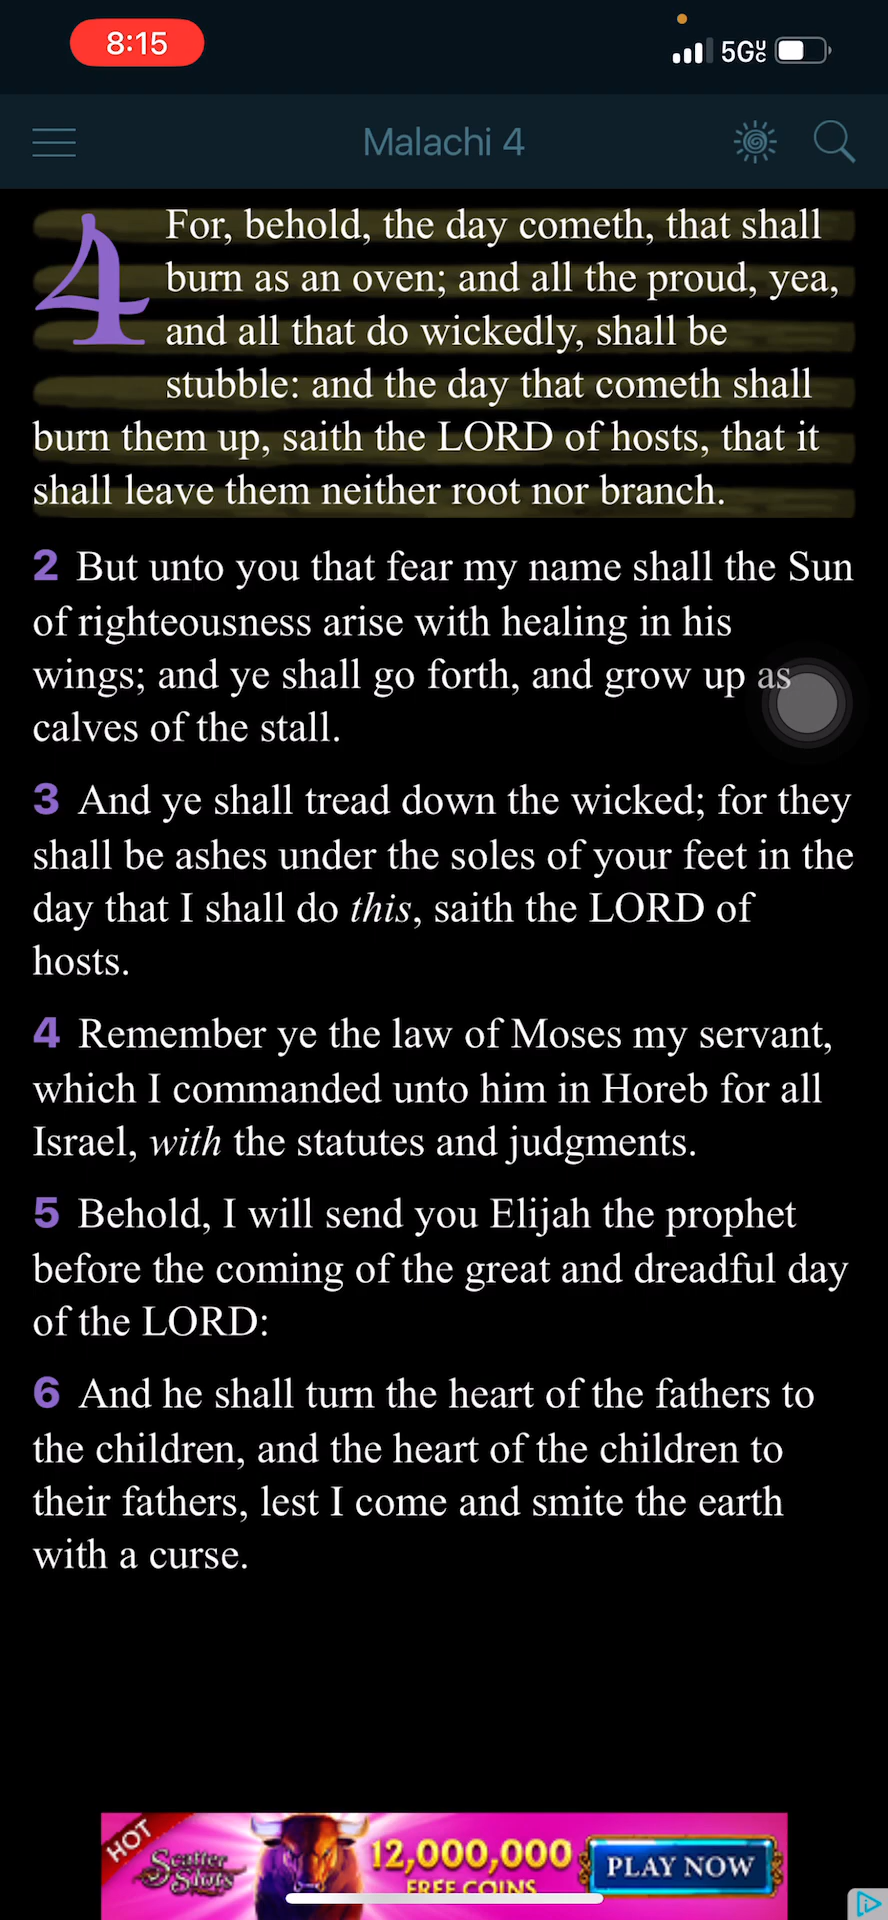 8:15
5GUC
Malachi 4
4 For, behold, the day cometh, that shall
burn as an oven; and all the proud, yea,
and all that do wickedly, shall be
stubble: and the day that cometh shall
burn them up, saith the LORD of hosts, that it
shall leave them neither root nor branch.
2 But unto you that fear my name shall the Sun
of righteousness arise with healing in his
wings; and ye shall go forth, and grow up as
calves of the stall.
3 And ye shall tread down the wicked; for they
shall be ashes under the soles of your feet in the
day that I shall do this, saith the LORD of
hosts.
4 Remember ye the law of Moses my servant,
which I commanded unto him in Horeb for all
Israel, with the statutes and judgments.
5 Behold, I will send you Elijah the prophet
before the coming of the great and dreadful day
of the LORD:
6 And he shall turn the heart of the fathers to
the children, and the heart of the children to
their fathers, lest I come and smite the earth
with a curse.
HOT
Scatter
Slots
12,000,000
FREE COINS
PLAY NOW